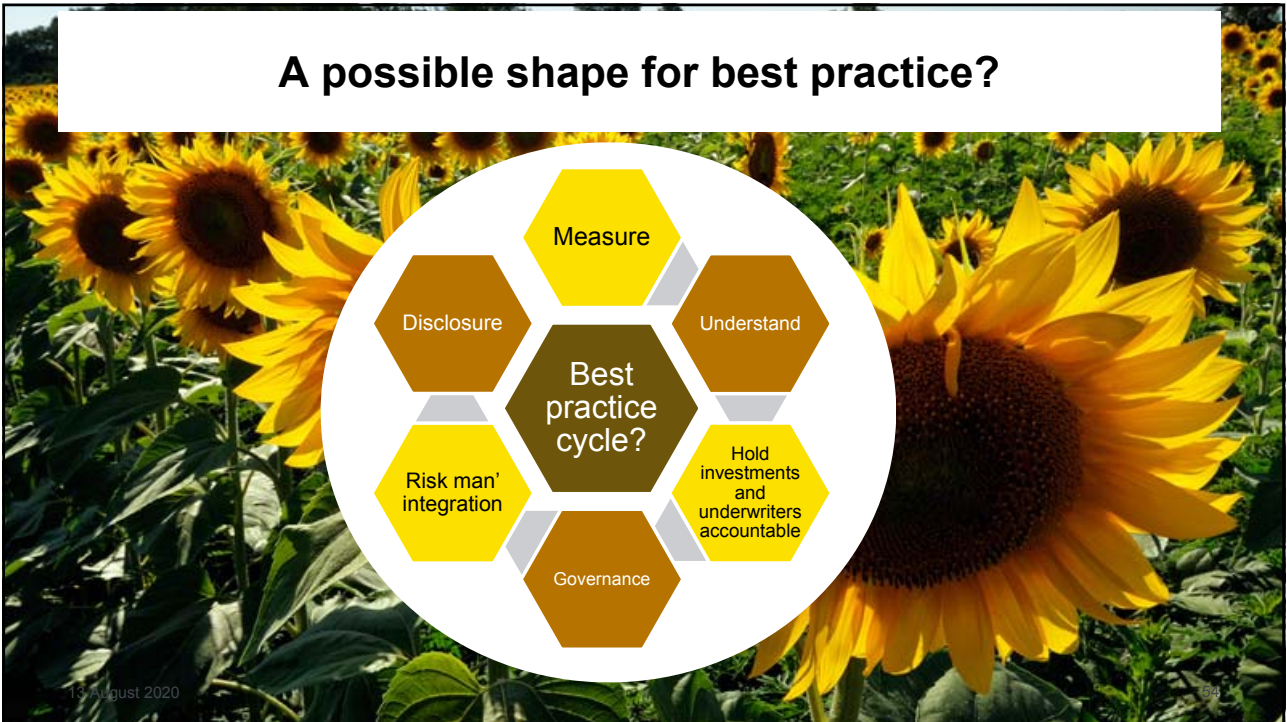 A possible shape for best practice?
Measure
Understand
Hold
investments
and
underwriters
accountable
Governance
Risk man’
integration
Disclosure
Best
practice
cycle?
13 August 2020
54